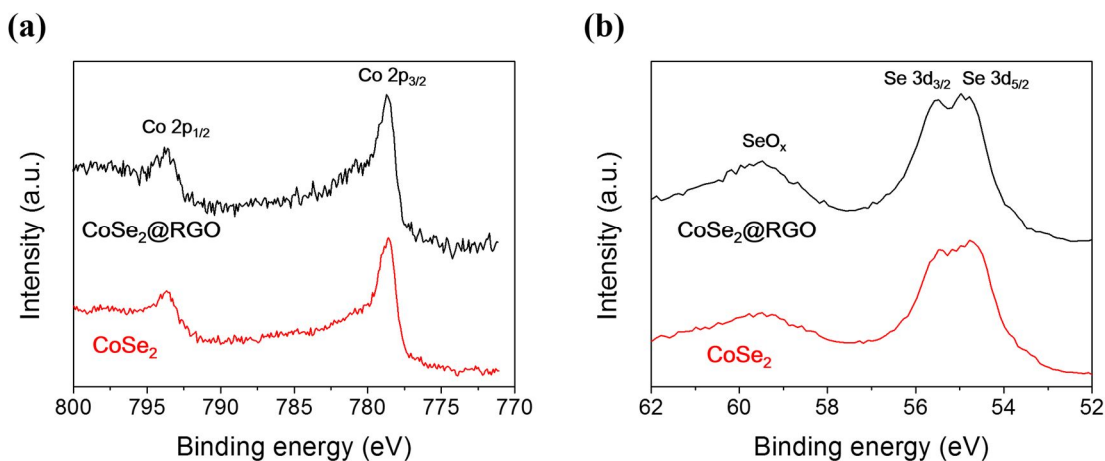 (a)
Intensity (a.u.)
Co 2p1/2
Co 2p3/2
CoSe2@RGO
CoSe2
800 795 790 785 780 775 770
Binding energy (eV)
(b)
Intensity (a.u.)
SeOx
Se 3d3/2 Se 3d5/2
CoSe2@RGO
CoSe2
62 60 58 56 54 52
Binding energy (eV)